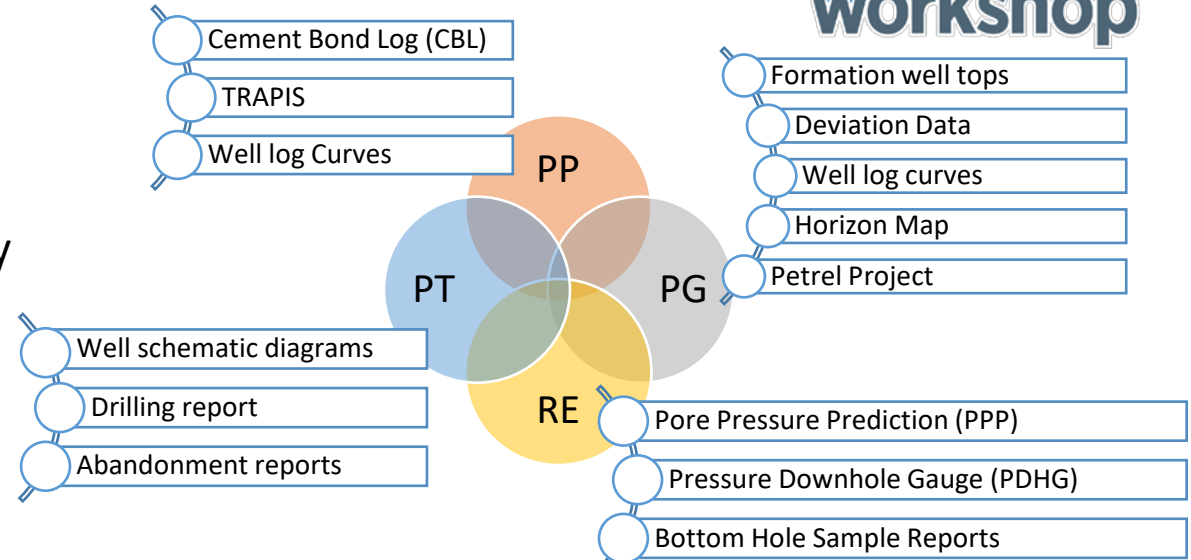 workshop
Cement Bond Log (CBL)
TRAPIS
Well log Curves
Formation well tops
Deviation Data
Well log curves
Horizon Map
Petrel Project
PP
PT
PG
RE
y
Well schematic diagrams
Drilling report
Abandonment reports
Pore Pressure Prediction (PPP)
Pressure Downhole Gauge (PDHG)
Bottom Hole Sample Reports